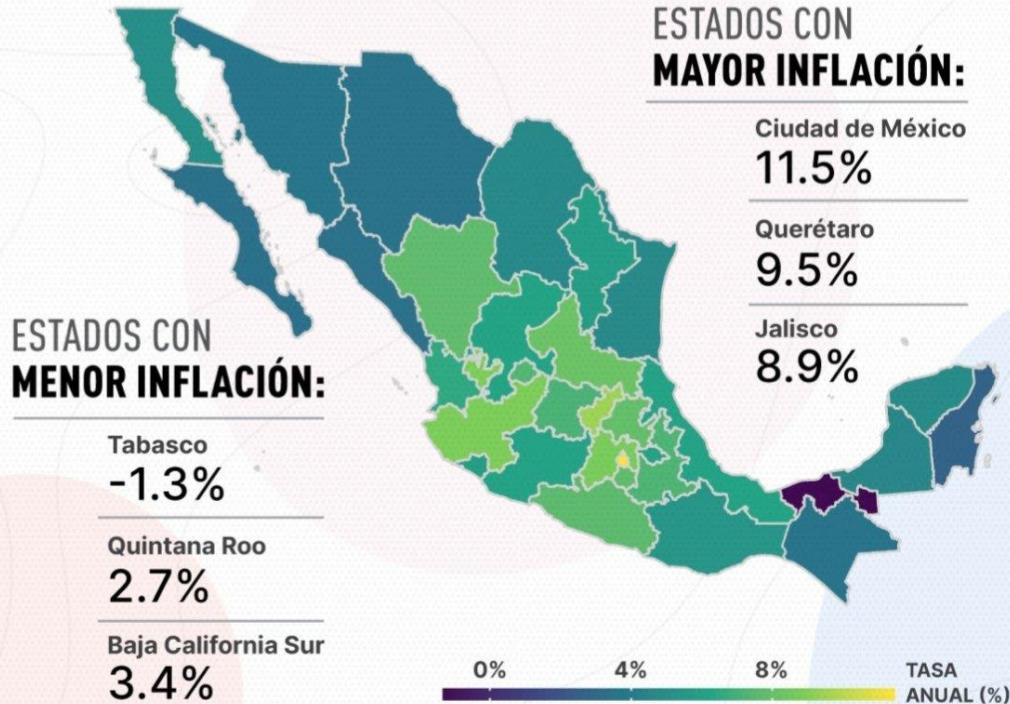 ESTADOS CON
MAYOR INFLACIÓN:
Ciudad de México
11.5%
Querétaro
9.5%
Jalisco
8.9%
ESTADOS CON
MENOR INFLACIÓN:
Tabasco
-1.3%
Quintana Roo
2.7%
Baja California Sur
3.4%
0% 4% 8% TASA
ANUAL (%)